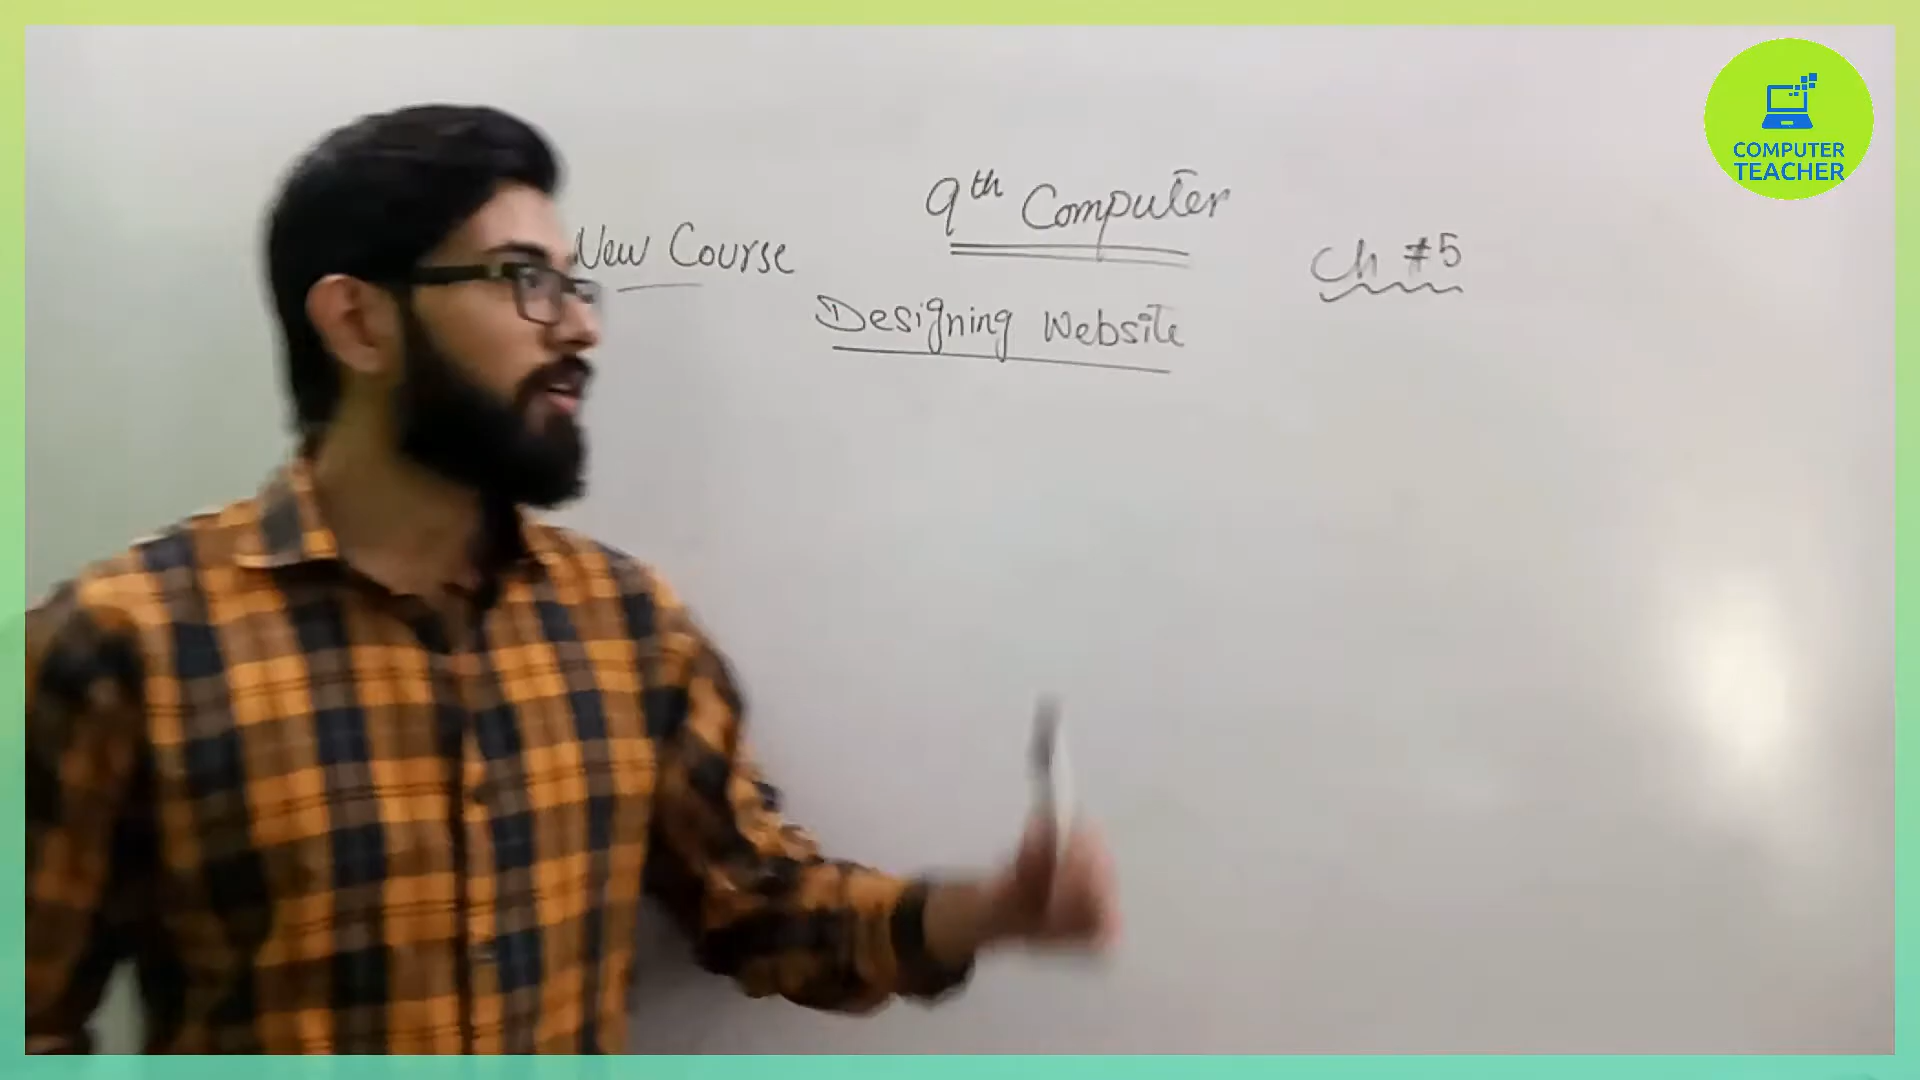 9th Computer
New Course
Ch #5
Designing Website
COMPUTER
TEACHER